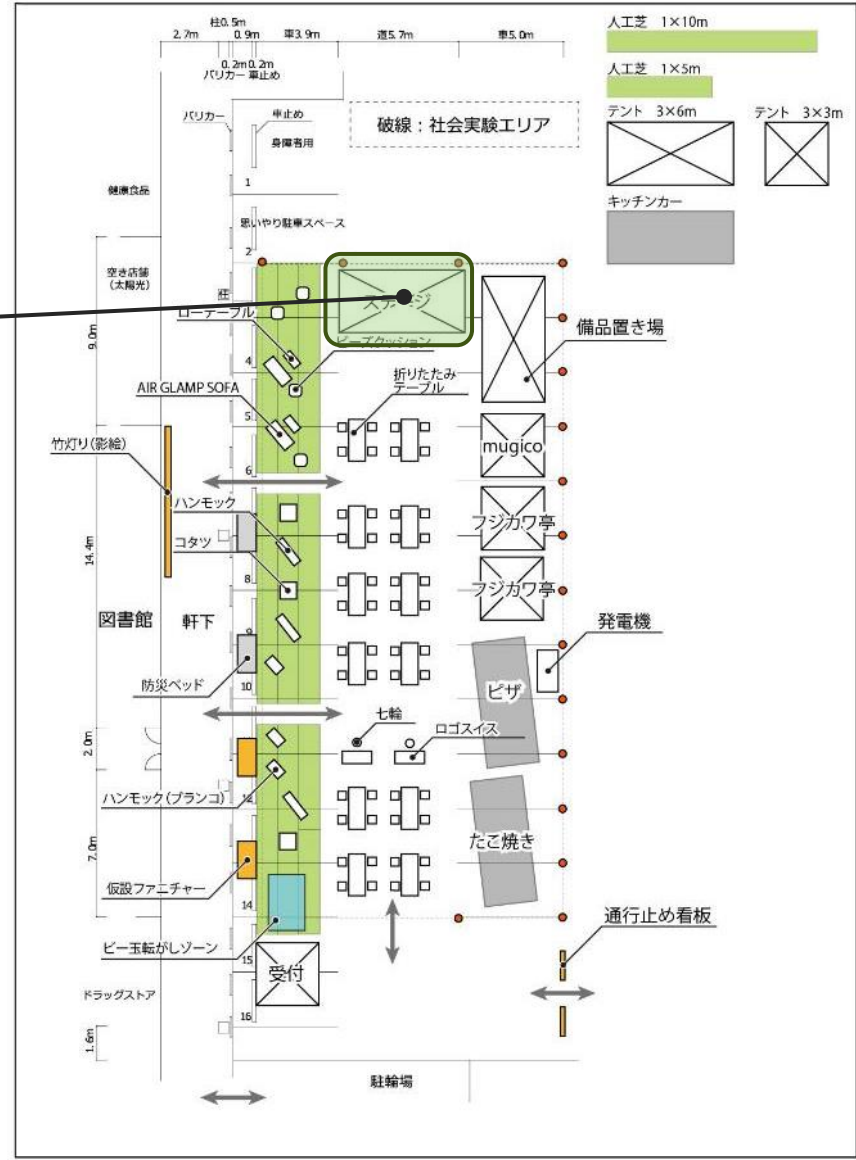 柱0.5m
2.7m 0.9m 車3.9m 道5.7m 車5.0m
0.2m 0.2m
バリカー 車止め
バリカー
車止め
身障者用
破線：社会実験エリア
人工芝 1×10m
人工芝 1×5m
テント 3×6m
テント 3×3m
キッチンカー
健康食品
1
思いやり駐車スペース
2
空き店舗
（太陽光）
ステージ
ローテーブル
ビーズクッション
備品置き場
9.0m
4
折りたたみ
テーブル
AIR GLAMP SOFA
5
竹灯り（影絵）
mugico
6
ハンモック
フジカワ亭
コタツ
14.4m
8
フジカワ亭
図書館
軒下
9
発電機
防災ベッド
10
ピザ
七輪
ロゴスイス
2.0m
ハンモック（ブランコ）
12
たこ焼き
7.0m
仮設ファニチャー
14
通行止め看板
ビー玉転がしゾーン
15
受付
ドラッグストア
16
1.6m
駐輪場